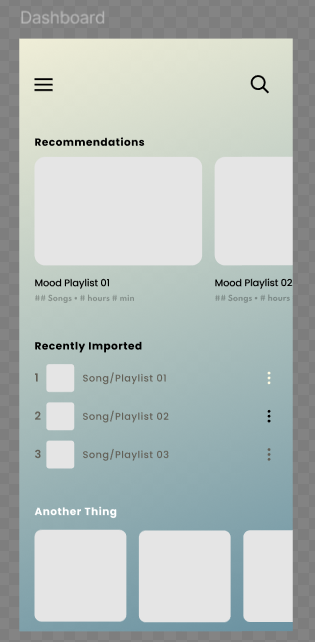 Dashboard
Recommendations
Mood Playlist 01
## Songs • # hours # min
Mood Playlist 02
## Songs • # hours
Recently Imported
1 Song/Playlist 01
2 Song/Playlist 02
3 Song/Playlist 03
Another Thing